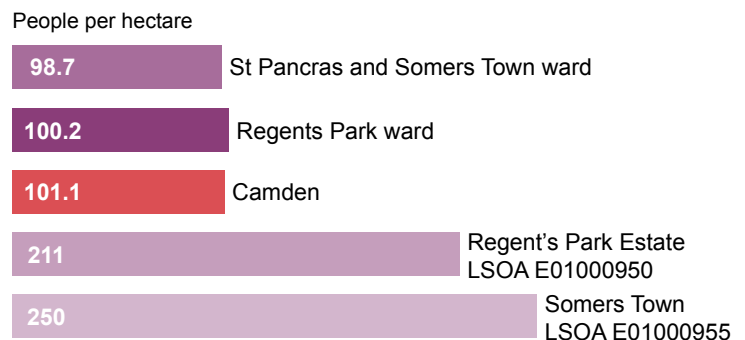 People per hectare
98.7 St Pancras and Somers Town ward
100.2 Regents Park ward
101.1 Camden
211 Regent’s Park Estate
LSOA E01000950
250 Somers Town
LSOA E01000955